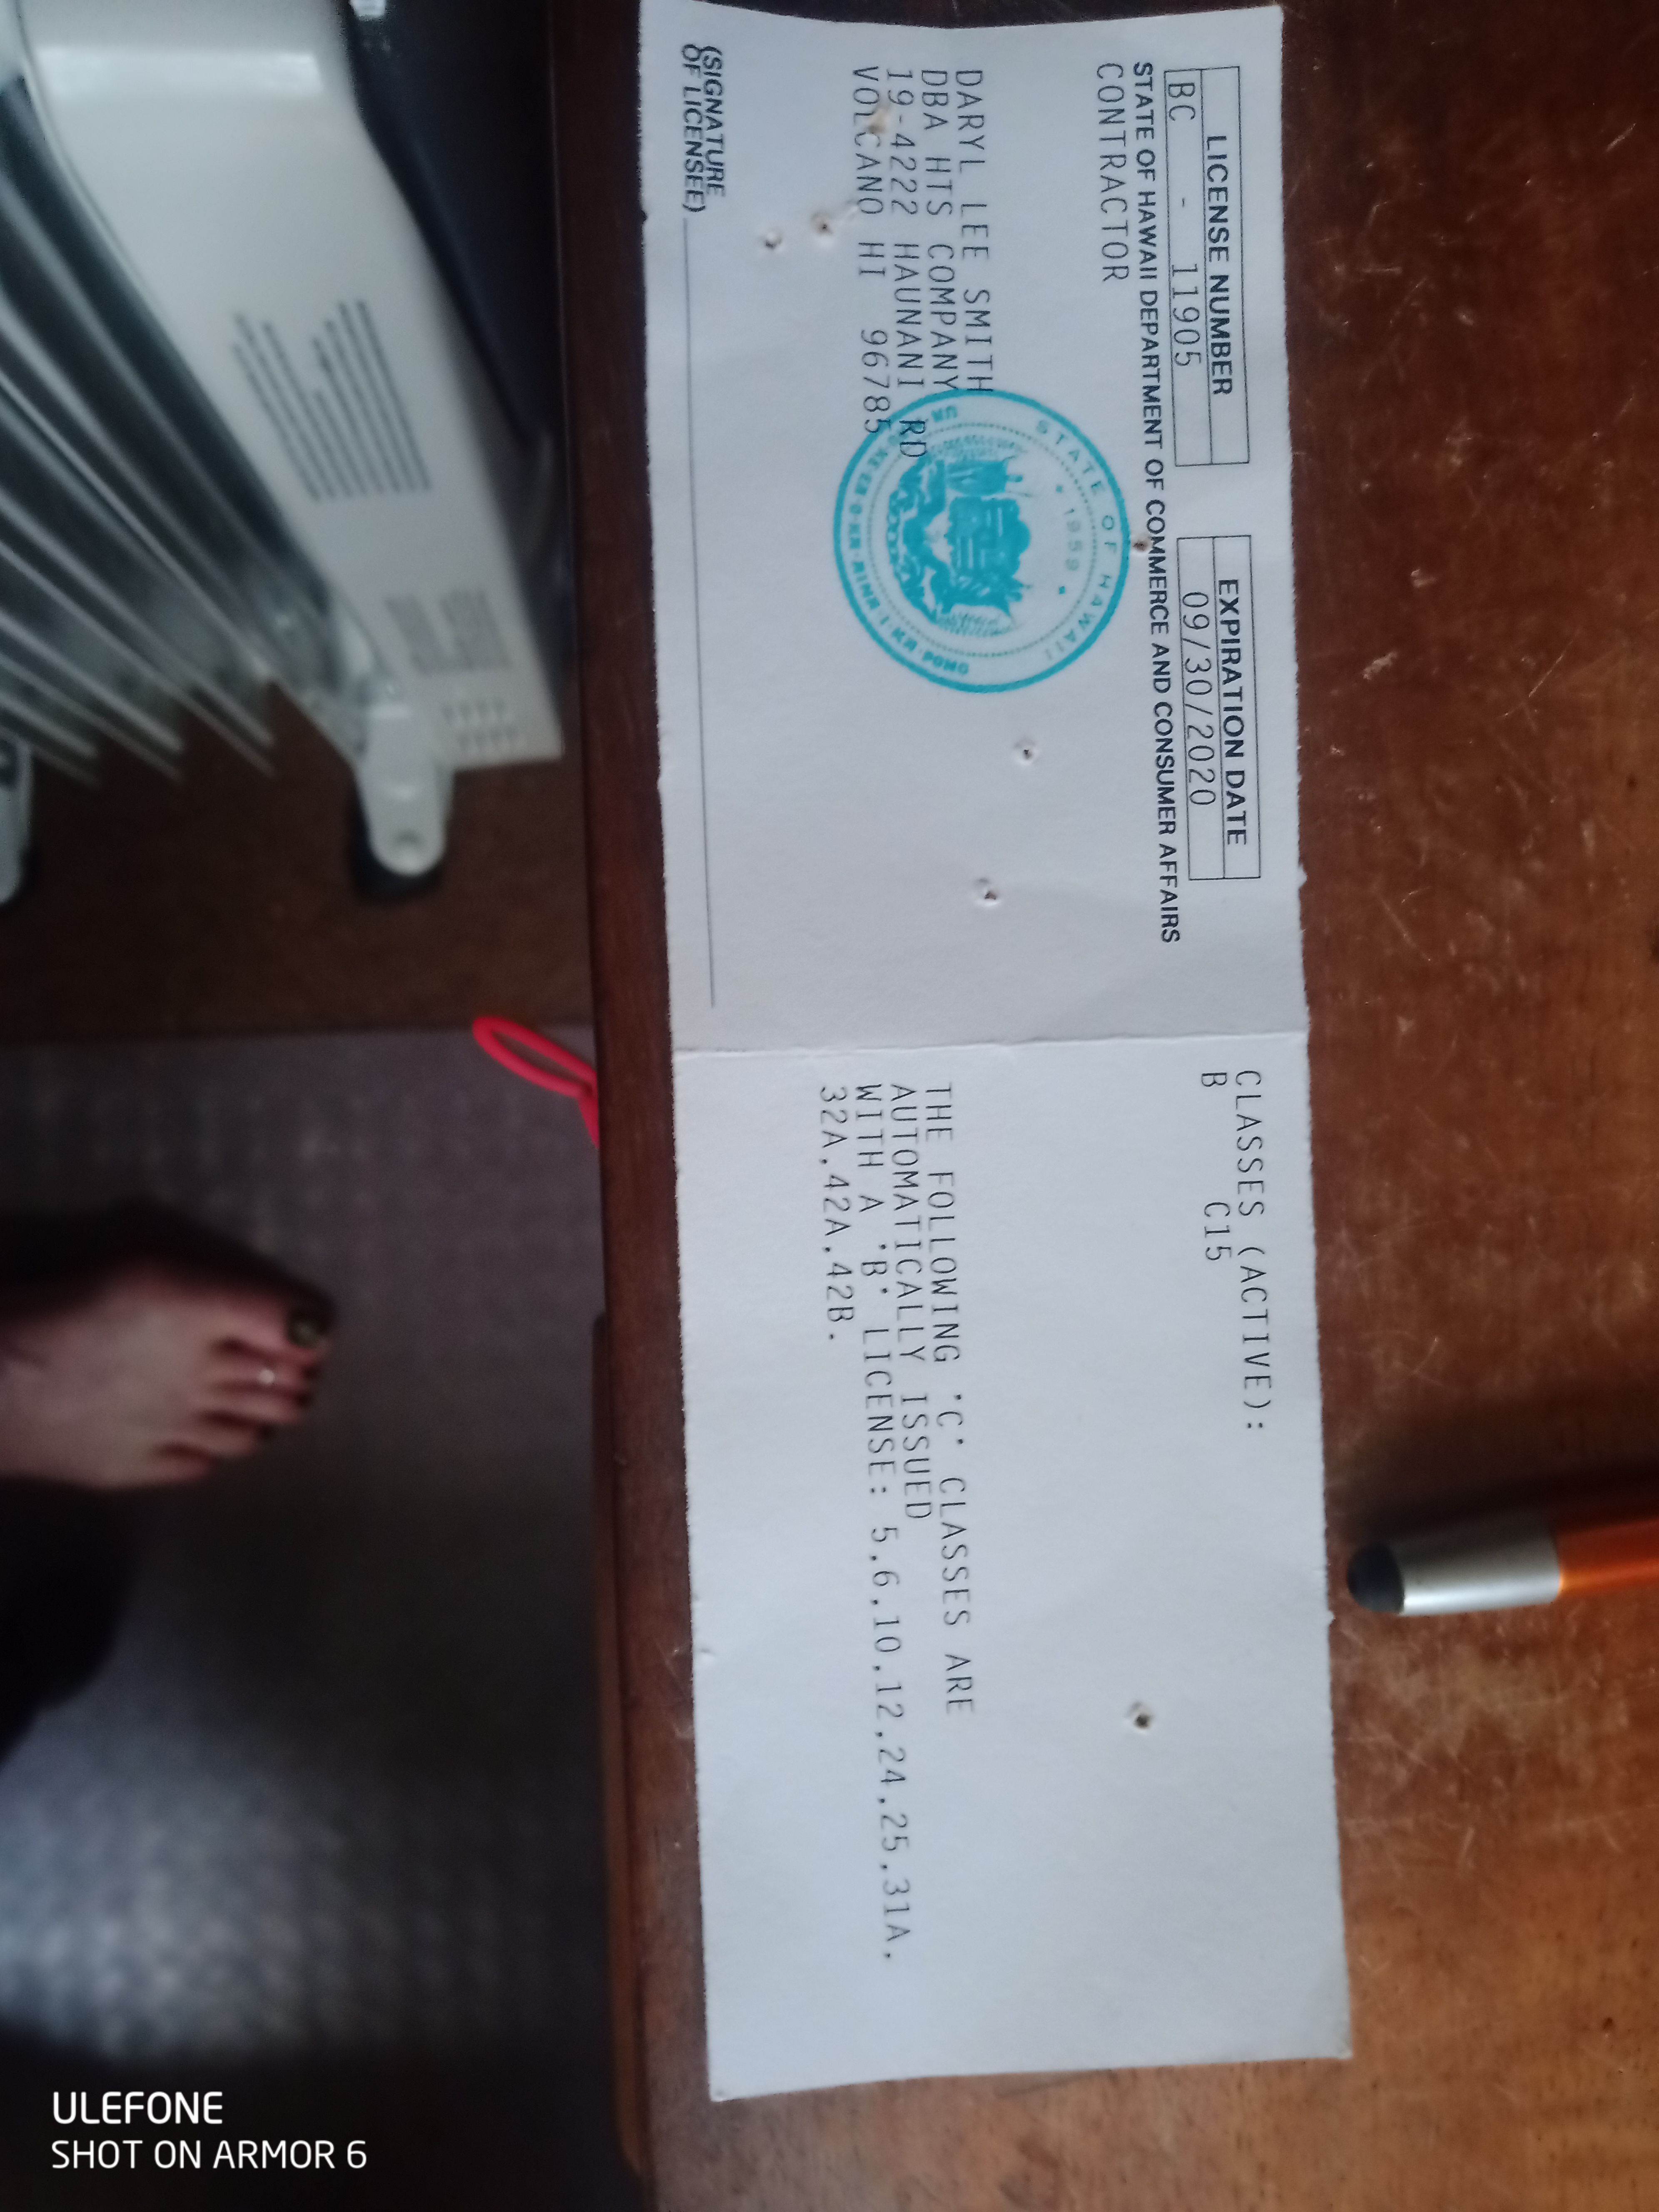 LICENSE NUMBER
BC - 11905
EXPIRATION DATE
09/30/2020
STATE OF HAWAII DEPARTMENT OF COMMERCE AND CONSUMER AFFAIRS
CONTRACTOR
DARYL LEE SMITH
DBA HTS COMPANY
19-4222 HAUNANI RD
VOLCANO HI 96785
STATE OF HAWAII
1959
(SIGNATURE
OF LICENSEE)
CLASSES (ACTIVE):
B C15
THE FOLLOWING 'C' CLASSES ARE
AUTOMATICALLY ISSUED
WITH A 'B' LICENSE: 5,6,10,12,24,25,31A,
32A,42A,42B.
ULEFONE
SHOT ON ARMOR 6